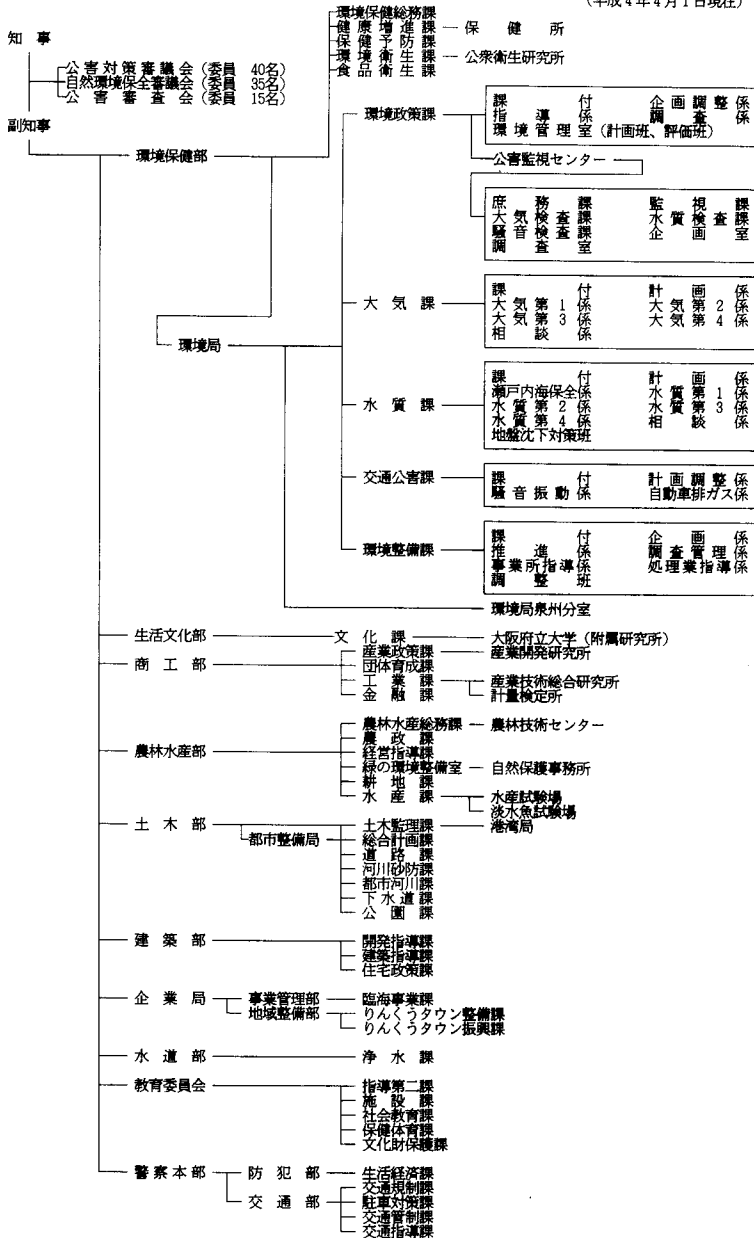 (平成4年4月1日現在)
環境保健総務課
健康増進課 保健所
保健予防課
環境衛生課 公衆衛生研究所
食品衛生課
知事
公害対策審議会(委員 40名)
自然環境保全審議会(委員 35名)
公害審査会(委員 15名)
副知事
環境保健部
環境政策課
課付 企画調整係
指導係 調査係
環境管理室(計画班、評価班)
公害監視センター
庶務課 監視課
大気検査課 水質検査課
騒音検査課 企画室
調査室
環境局
大気課
課付 計画係
大気第1係 大気第2係
大気第3係 大気第4係
相談係
水質課
課付 計画係
瀬戸内海保全係 水質第1係
水質第2係 水質第3係
水質第4係 相談係
地盤沈下対策班
交通公害課
課付 計画調整係
騒音振動係 自動車排ガス係
環境整備課
課付 企画係
推進係 調査管理係
事業所指導係 処理業指導係
調整班
環境局泉州分室
生活文化部 文化課 大阪府立大学(附属研究所)
商工部 産業政策課 産業開発研究所
団体育成課
工業課 産業技術総合研究所
金融課 計量検定所
農林水産部
農林水産総務課 農林技術センター
農政課
経営指導課
緑の環境整備室 自然保護事務所
耕地課
水産課 水産試験場
淡水魚試験場
土木部 土木監理課 港湾局
都市整備局 総合計画課
道路課
河川砂防課
都市河川課
下水道課
公園課
建築部 開発指導課
建築指導課
住宅政策課
企業局 事業管理部 臨海事業課
地域整備部 りんくうタウン整備課
りんくうタウン振興課
水道部 浄水課
教育委員会 指導第二課
施設課
社会教育課
保健体育課
文化財保護課
警察本部 防犯部 生活経済課
交通部 交通規制課
駐車対策課
交通管制課
交通指導課